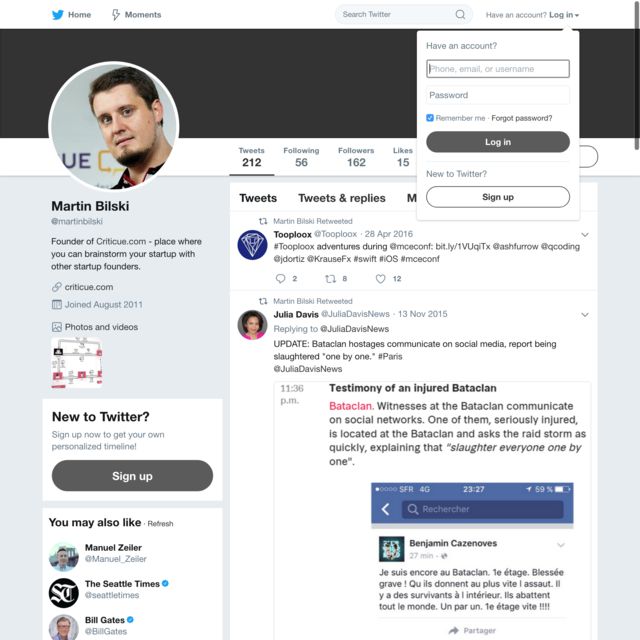 Home
Moments
Search Twitter
Have an account? Log in
Have an account?
Phone, email, or username
Password
Remember me · Forgot password?
Log in
New to Twitter?
Sign up
UE C
Tweets
212
Following
56
Followers
162
Likes
15
Martin Bilski
@martinbilski
Founder of Criticue.com - place where
you can brainstorm your startup with
other startup founders.
criticue.com
Joined August 2011
Photos and videos
New to Twitter?
Sign up now to get your own
personalized timeline!
Sign up
You may also like · Refresh
Manuel Zeiler
@Manuel_Zeiler
The Seattle Times
@seattletimes
Bill Gates
@BillGates
Tweets Tweets & replies M
Martin Bilski Retweeted
Tooploox @Tooploox · 28 Apr 2016
#Tooploox adventures during @mceconf: bit.ly/1VUqiTx @ashfurrow @qcoding
@jdortiz @KrauseFx #swift #iOS #mceconf
2 8 12
Martin Bilski Retweeted
Julia Davis @JuliaDavisNews · 13 Nov 2015
Replying to @JuliaDavisNews
UPDATE: Bataclan hostages communicate on social media, report being
slaughtered "one by one." #Paris
@JuliaDavisNews
11:36
p.m.
Testimony of an injured Bataclan
Bataclan. Witnesses at the Bataclan communicate
on social networks. One of them, seriously injured,
is located at the Bataclan and asks the raid storm as
quickly, explaining that "slaughter everyone one by
one".
SFR 4G 23:27 59 %
Rechercher
Benjamin Cazenoves
27 min ·
Je suis encore au Bataclan. 1e étage. Blessée
grave ! Qu ils donnent au plus vite l assaut. Il
y a des survivants à l intérieur. Ils abattent
tout le monde. Un par un. 1e étage vite !!!!
Partager